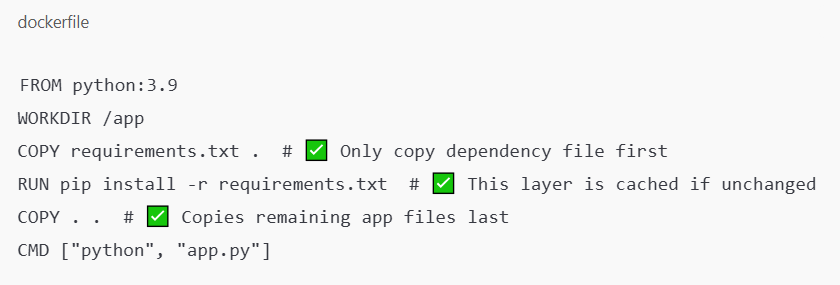 dockerfile
FROM python:3.9
WORKDIR /app
COPY requirements.txt .  # ✅ Only copy dependency file first
RUN pip install -r requirements.txt  # ✅ This layer is cached if unchanged
COPY . .  # ✅ Copies remaining app files last
CMD ["python", "app.py"]